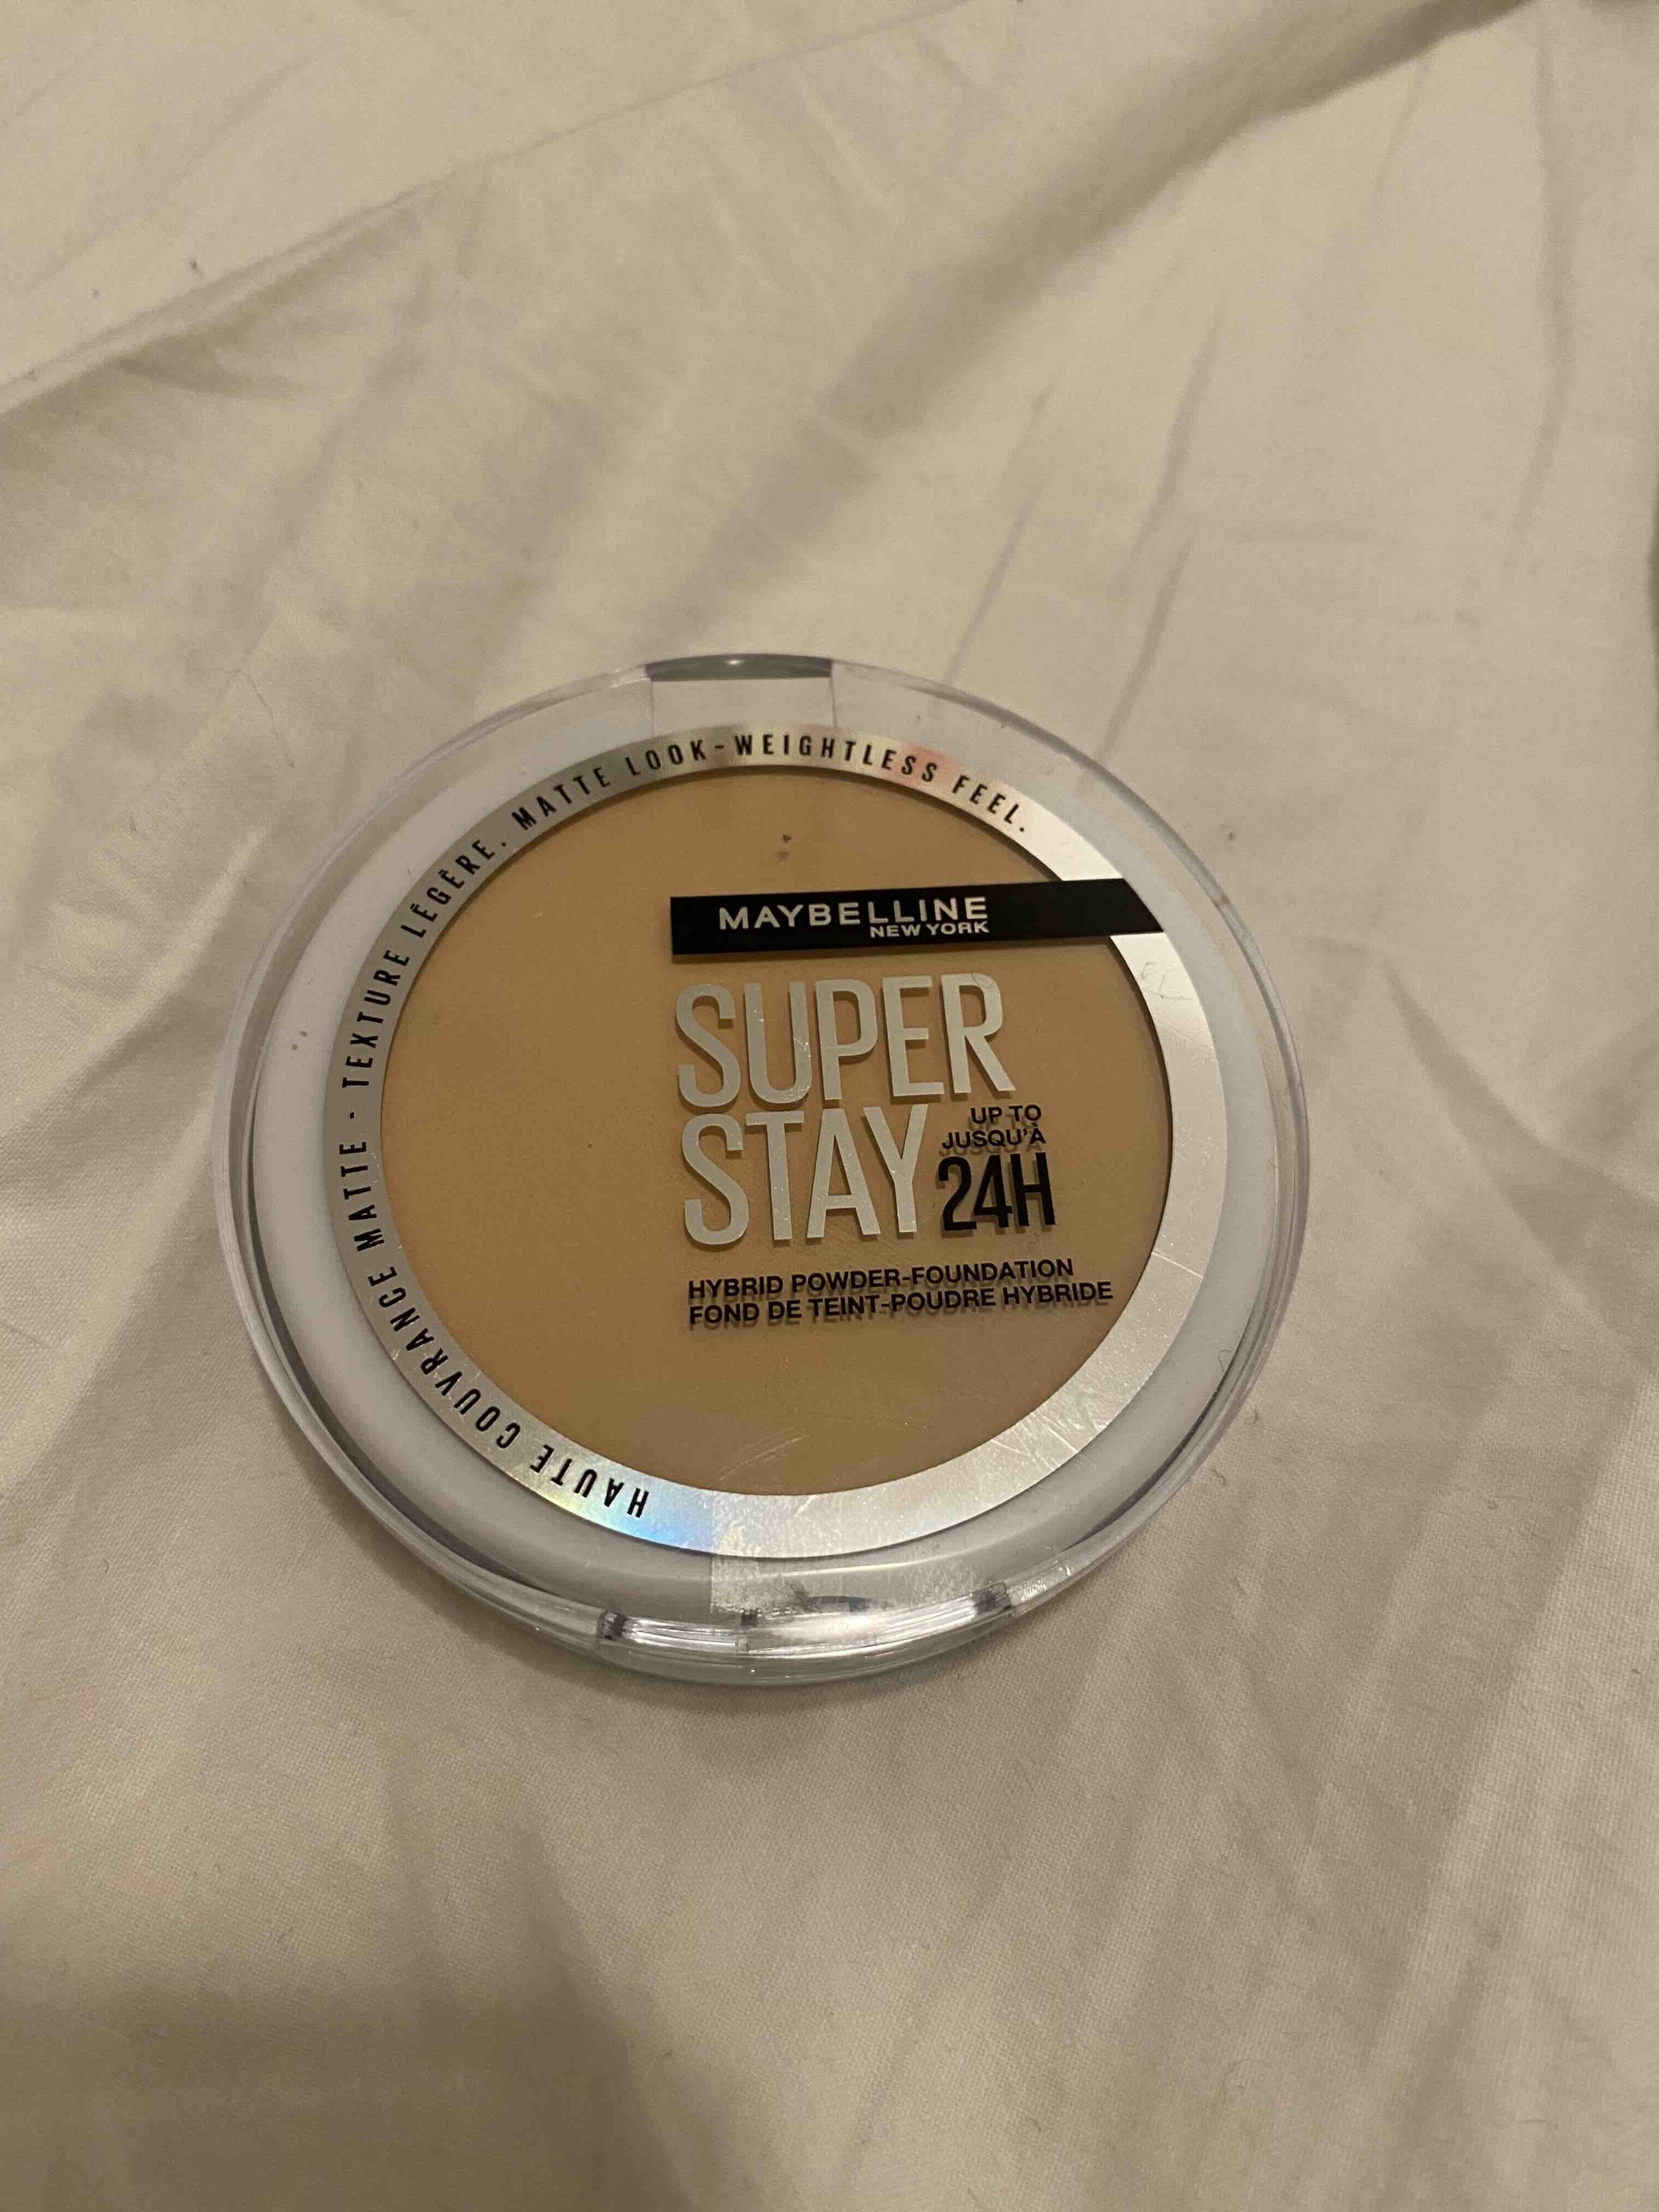 HAUTE COUVRANCE MATTE - TEXTURE LÉGÈRE. MATTE LOOK-WEIGHTLESS FEEL.
MAYBELLINE
NEW YORK
SUPER
STAY
UP TO
JUSQU'À
24H
HYBRID POWDER-FOUNDATION
FOND DE TEINT-POUDRE HYBRIDE